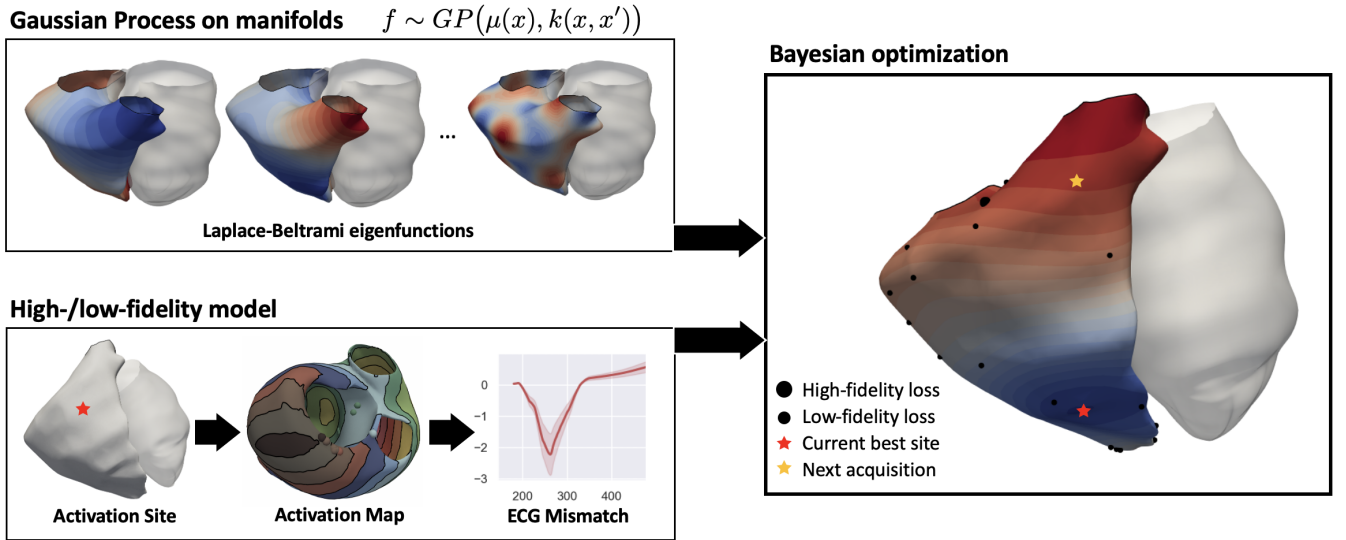 Gaussian Process on manifolds f ~ GP(μ(x), k(x, x′))
...
Laplace-Beltrami eigenfunctions
High-/low-fidelity model
0
−1
−2
−3
200 300 400
Activation Site
Activation Map
ECG Mismatch
Bayesian optimization
High-fidelity loss
Low-fidelity loss
Current best site
Next acquisition